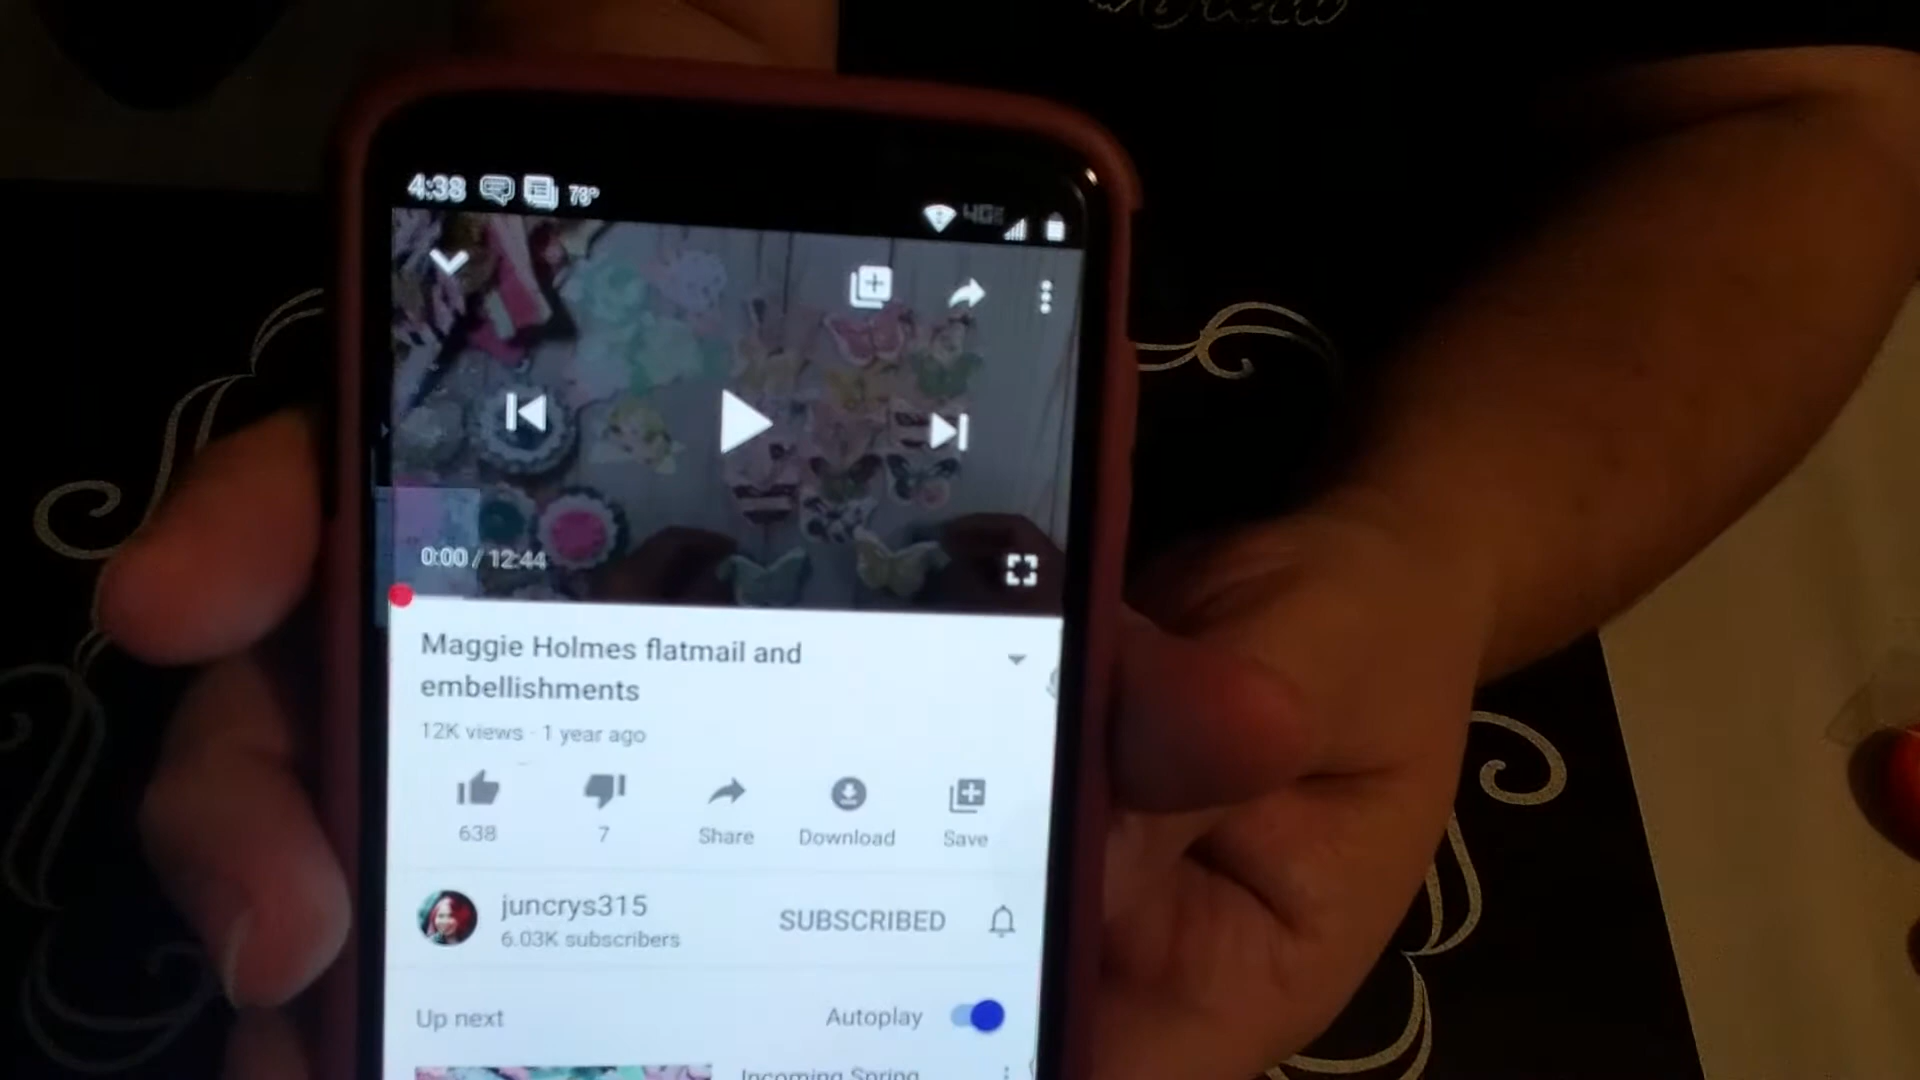 4:38 78°
4G
0:00 / 12:44
Maggie Holmes flatmail and
embellishments
12K views · 1 year ago
638 7 Share Download Save
juncrys315
SUBSCRIBED
6.03K subscribers
Up next Autoplay
Incoming Spring